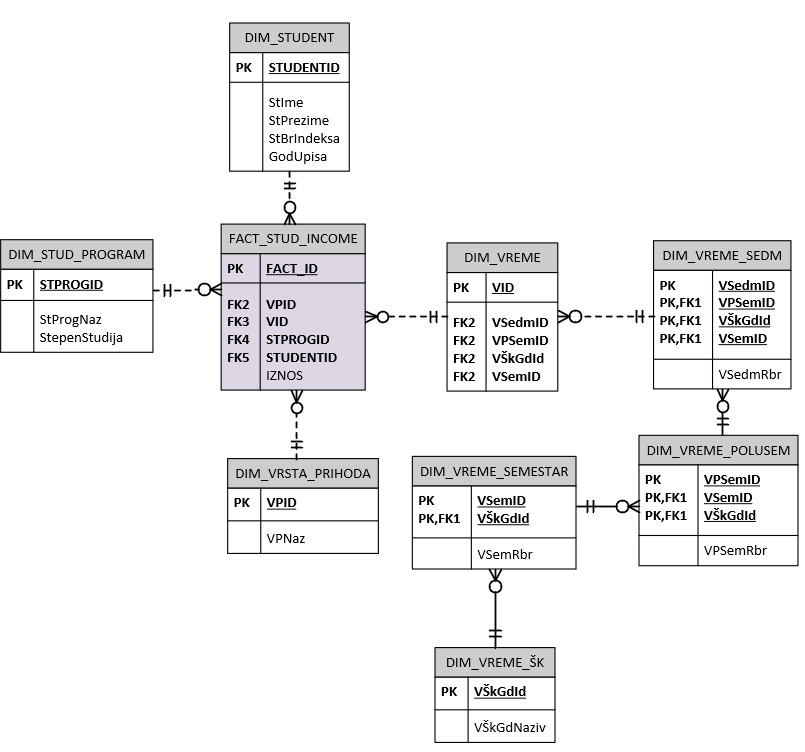 DIM_STUDENT
PK STUDENTID
StIme
StPrezime
StBrIndeksa
GodUpisa
DIM_STUD_PROGRAM
PK STPROGID
StProgNaz
StepenStudija
FACT_STUD_INCOME
PK FACT_ID
FK2 VPID
FK3 VID
FK4 STPROGID
FK5 STUDENTID
IZNOS
DIM_VREME
PK VID
FK2 VSedmID
FK2 VPSemID
FK2 VŠkGdId
FK2 VSemID
DIM_VREME_SEDM
PK VSedmID
PK,FK1 VPSemID
PK,FK1 VŠkGdId
PK,FK1 VSemID
VSedmRbr
DIM_VRSTA_PRIHODA
PK VPID
VPNaz
DIM_VREME_SEMESTAR
PK VSemID
PK,FK1 VŠkGdId
VSemRbr
DIM_VREME_POLUSEM
PK VPSemID
PK,FK1 VSemID
PK,FK1 VŠkGdId
VPSemRbr
DIM_VREME_ŠK
PK VŠkGdId
VŠkGdNaziv